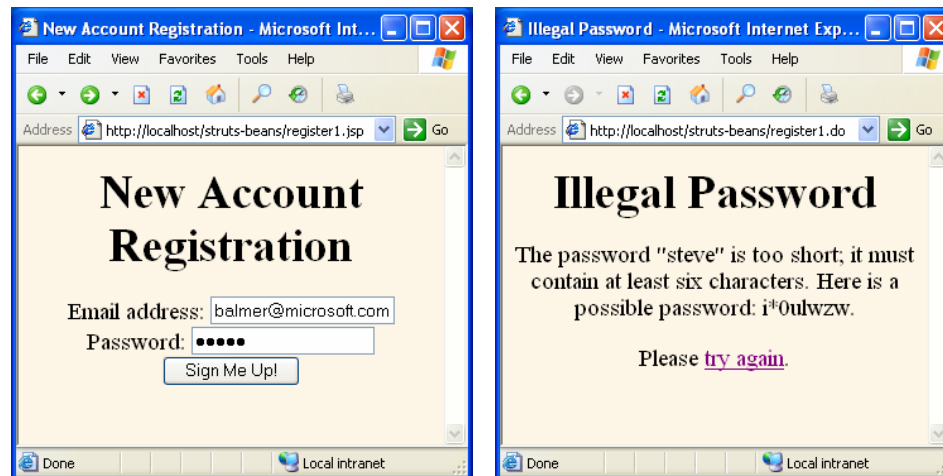 New Account Registration - Microsoft Int...
File Edit View Favorites Tools Help
Address http://localhost/struts-beans/register1.jsp Go
New Account
Registration
Email address: balmer@microsoft.com
Password: •••••
Sign Me Up!
Done Local intranet
Illegal Password - Microsoft Internet Exp...
File Edit View Favorites Tools Help
Address http://localhost/struts-beans/register1.do Go
Illegal Password
The password "steve" is too short; it must
contain at least six characters. Here is a
possible password: i*0ulwzw.
Please try again.
Done Local intranet